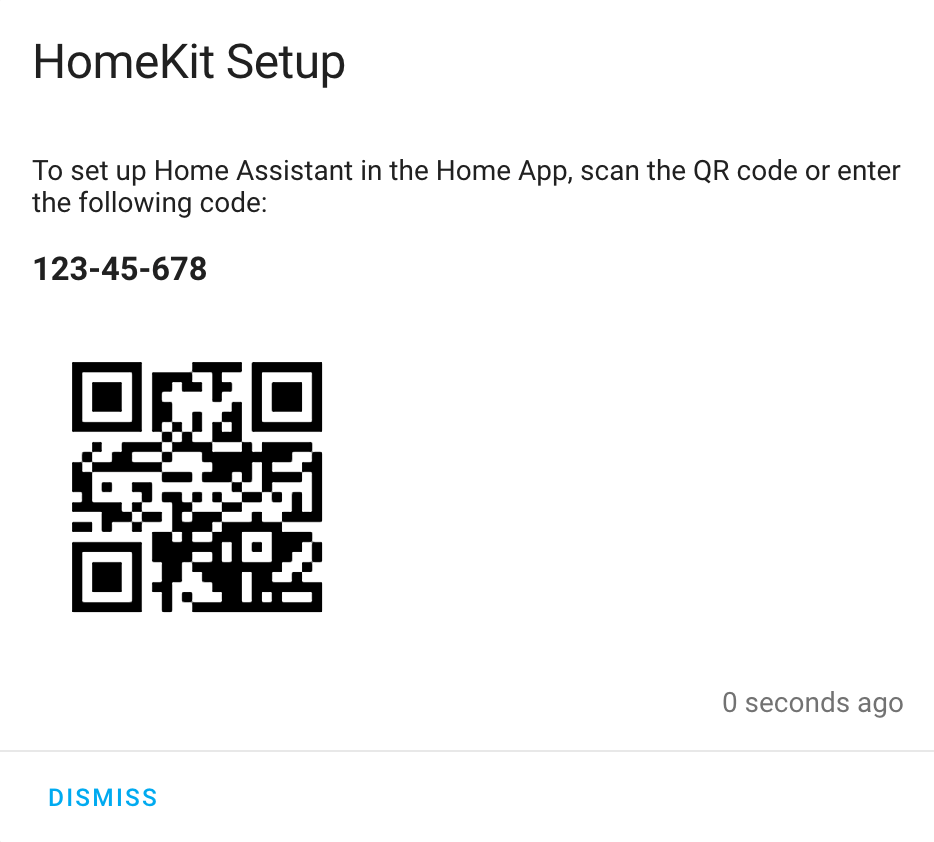 HomeKit Setup
To set up Home Assistant in the Home App, scan the QR code or enter
the following code:
123-45-678
0 seconds ago
DISMISS